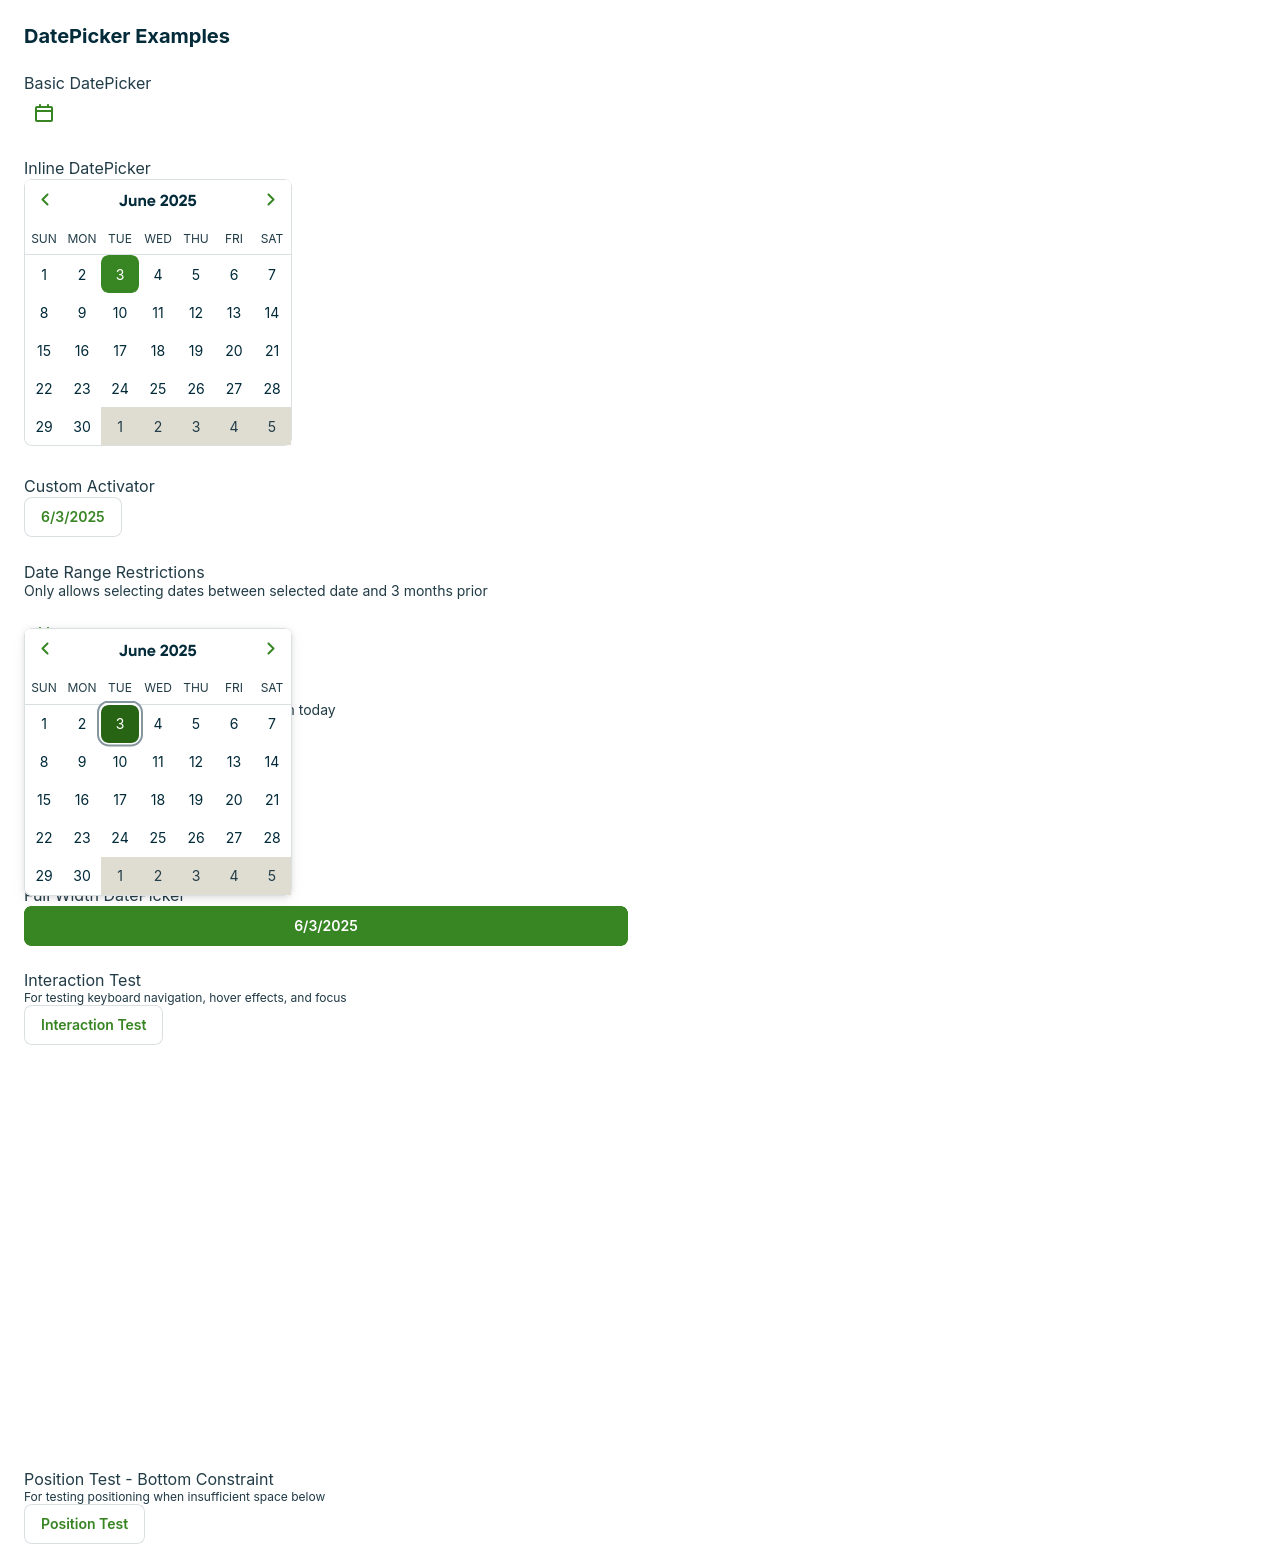 DatePicker Examples
Basic DatePicker
Inline DatePicker
June 2025
SUN MON TUE WED THU FRI SAT
1 2 3 4 5 6 7
8 9 10 11 12 13 14
15 16 17 18 19 20 21
22 23 24 25 26 27 28
29 30 1 2 3 4 5
Custom Activator
6/3/2025
Date Range Restrictions
Only allows selecting dates between selected date and 3 months prior
June 2025
SUN MON TUE WED THU FRI SAT
today
1 2 3 4 5 6 7
8 9 10 11 12 13 14
15 16 17 18 19 20 21
22 23 24 25 26 27 28
29 30 1 2 3 4 5
Full Width DatePicker
6/3/2025
Interaction Test
For testing keyboard navigation, hover effects, and focus
Interaction Test
Position Test - Bottom Constraint
For testing positioning when insufficient space below
Position Test